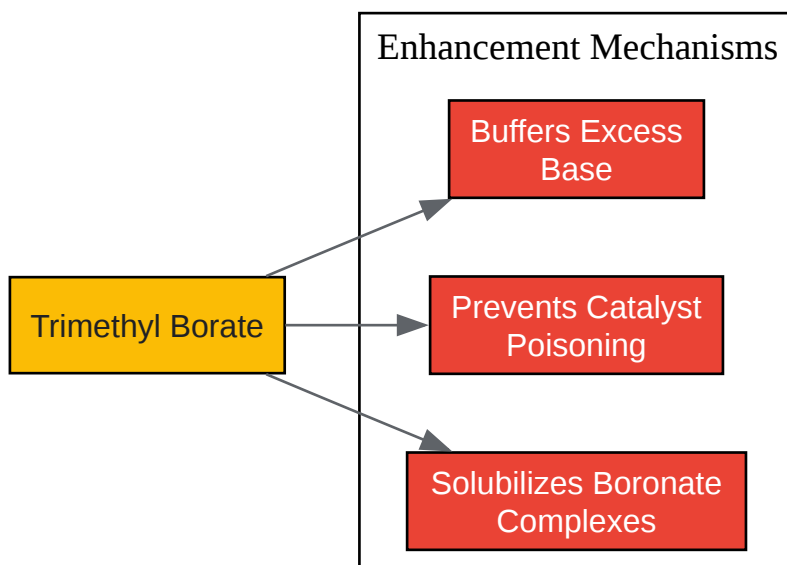 Enhancement Mechanisms
Buffers Excess
Base
Trimethyl Borate
Prevents Catalyst
Poisoning
Solubilizes Boronate
Complexes